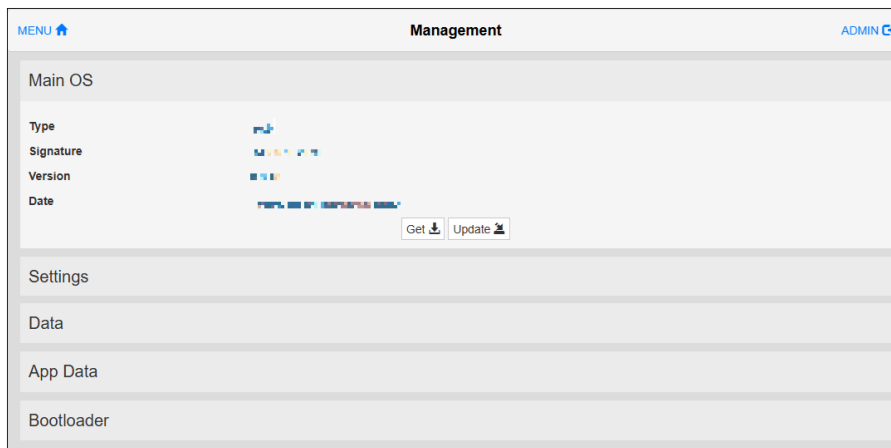 MENU Management ADMIN
Main OS
Type
Signature
Version
Date
Get Update
Settings
Data
App Data
Bootloader